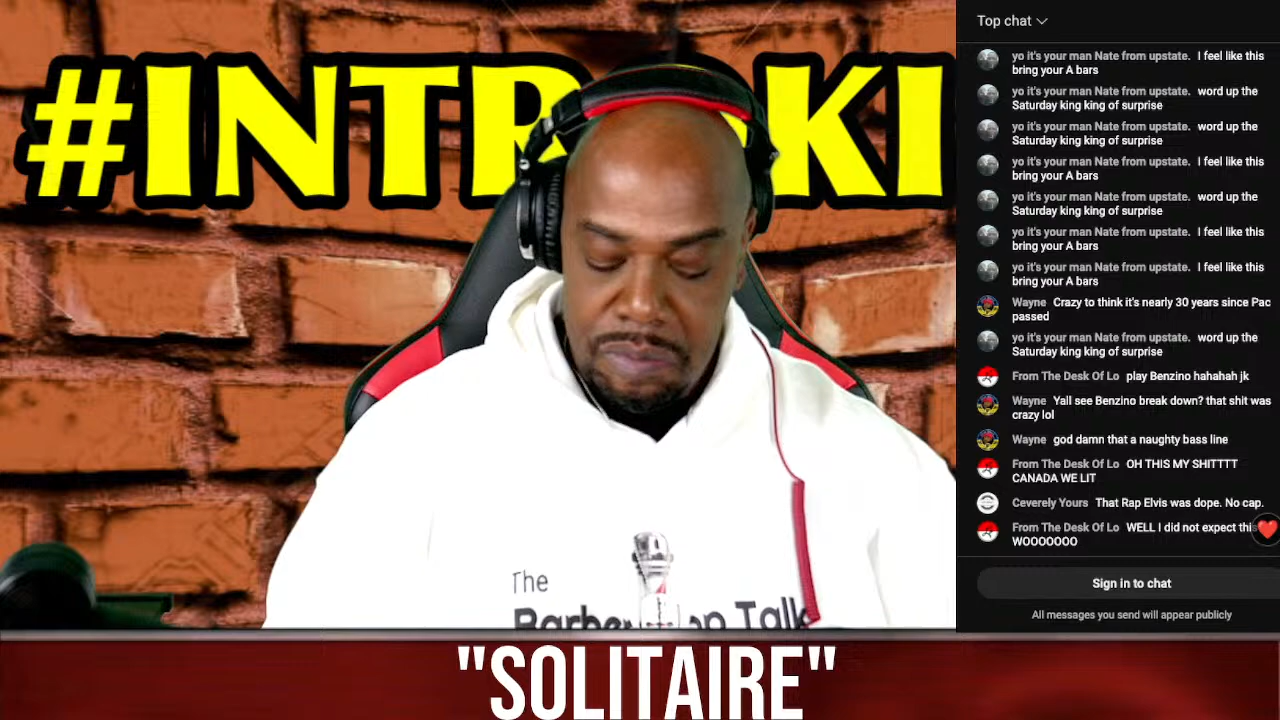 #INTR KI
The
Barbershop Talk
"SOLITAIRE"
Top chat
yo it's your man Nate from upstate. I feel like this
bring your A bars
yo it's your man Nate from upstate. word up the
Saturday king king of surprise
yo it's your man Nate from upstate. word up the
Saturday king king of surprise
yo it's your man Nate from upstate. I feel like this
bring your A bars
yo it's your man Nate from upstate. word up the
Saturday king king of surprise
yo it's your man Nate from upstate. I feel like this
bring your A bars
yo it's your man Nate from upstate. I feel like this
bring your A bars
Wayne Crazy to think it's nearly 30 years since Pac
passed
yo it's your man Nate from upstate. word up the
Saturday king king of surprise
From The Desk Of Lo play Benzino hahahah jk
Wayne Yall see Benzino break down? that shit was
crazy lol
Wayne god damn that a naughty bass line
From The Desk Of Lo OH THIS MY SHITTTT
CANADA WE LIT
Ceverely Yours That Rap Elvis was dope. No cap.
From The Desk Of Lo WELL I did not expect this
WOOOOOOO
Sign in to chat
All messages you send will appear publicly